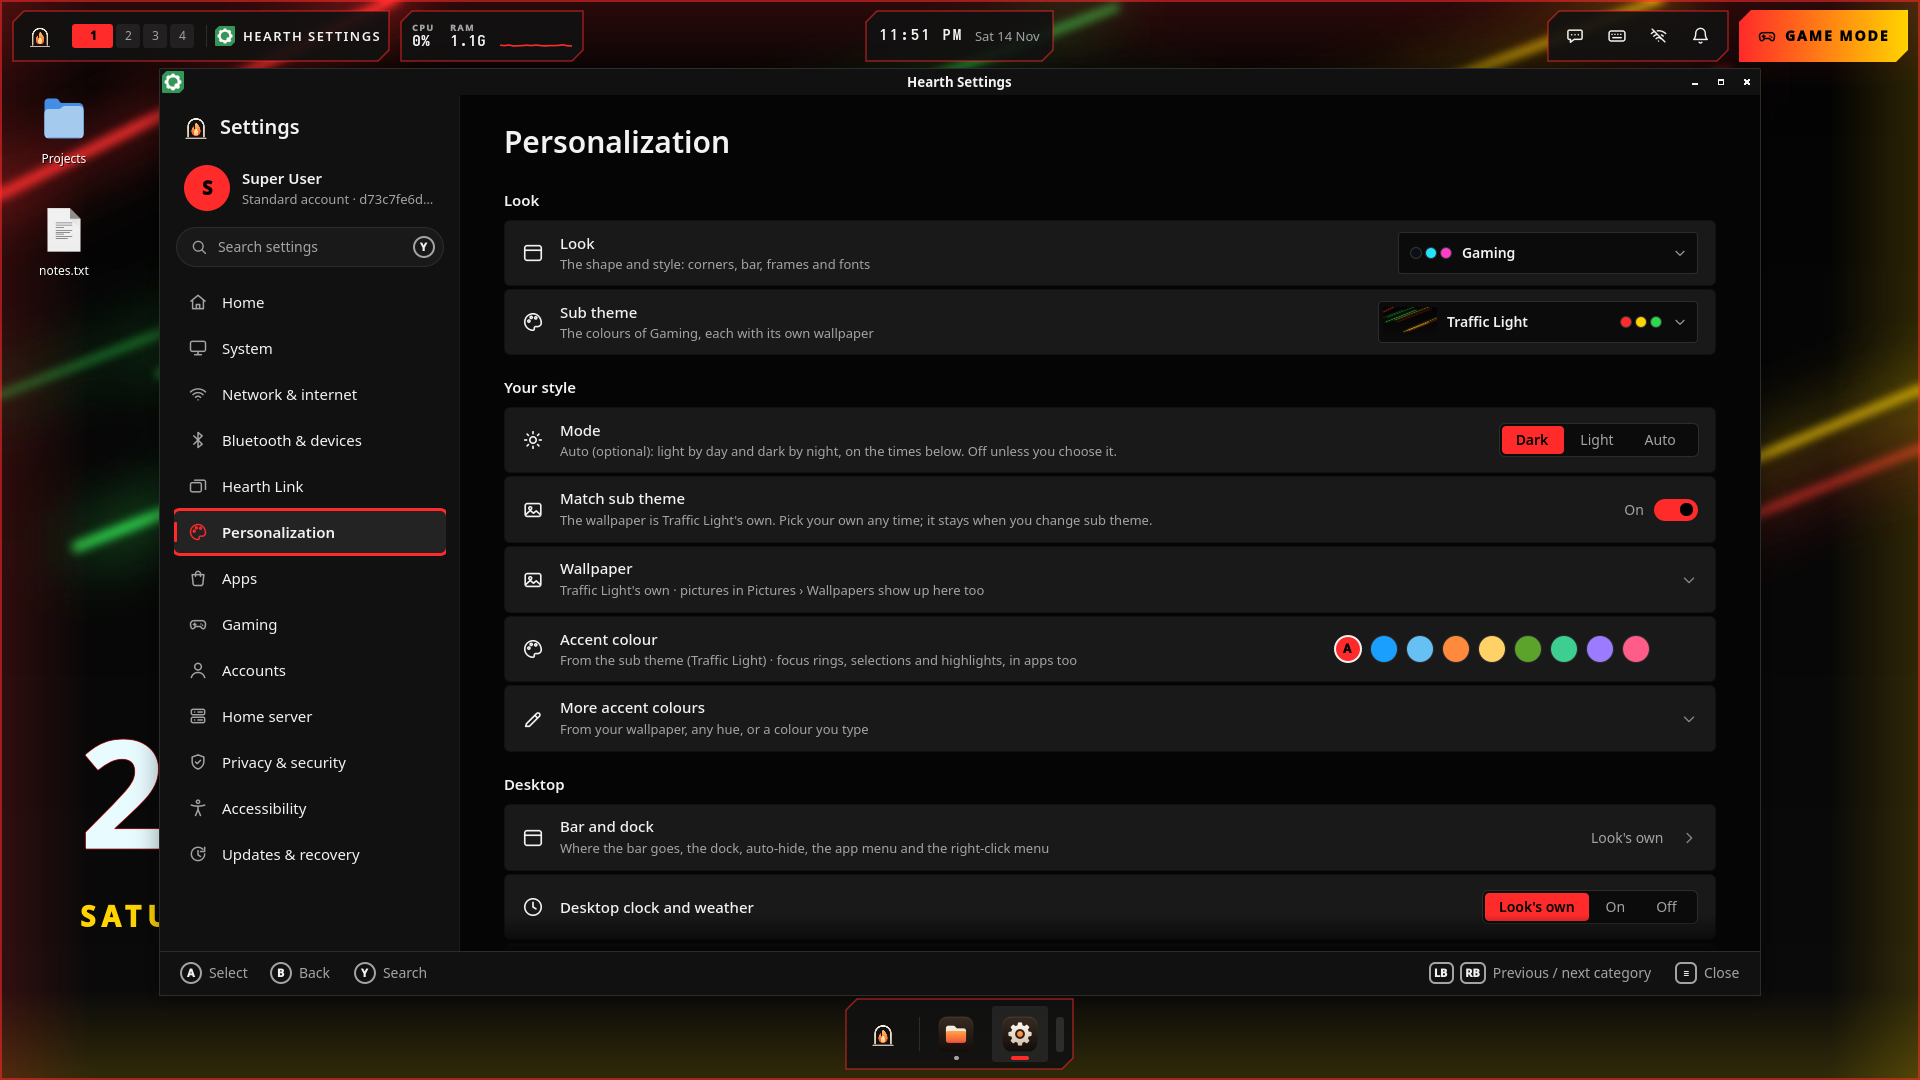 1 2 3 4
HEARTH SETTINGS
CPU 0%
RAM 1.1G
11:51 PM Sat 14 Nov
GAME MODE
Projects
notes.txt
2
SATU
Hearth Settings
Settings
S
Super User
Standard account · d73c7fe6d...
Search settings Y
Home
System
Network & internet
Bluetooth & devices
Hearth Link
Personalization
Apps
Gaming
Accounts
Home server
Privacy & security
Accessibility
Updates & recovery
Personalization
Look
Look
The shape and style: corners, bar, frames and fonts
Gaming
Sub theme
The colours of Gaming, each with its own wallpaper
Traffic Light
Your style
Mode
Auto (optional): light by day and dark by night, on the times below. Off unless you choose it.
Dark Light Auto
Match sub theme
The wallpaper is Traffic Light's own. Pick your own any time; it stays when you change sub theme.
On
Wallpaper
Traffic Light's own · pictures in Pictures › Wallpapers show up here too
Accent colour
From the sub theme (Traffic Light) · focus rings, selections and highlights, in apps too
A
More accent colours
From your wallpaper, any hue, or a colour you type
Desktop
Bar and dock
Where the bar goes, the dock, auto-hide, the app menu and the right-click menu
Look's own
Desktop clock and weather
Look's own On Off
A Select B Back Y Search
LB RB Previous / next category
≡ Close